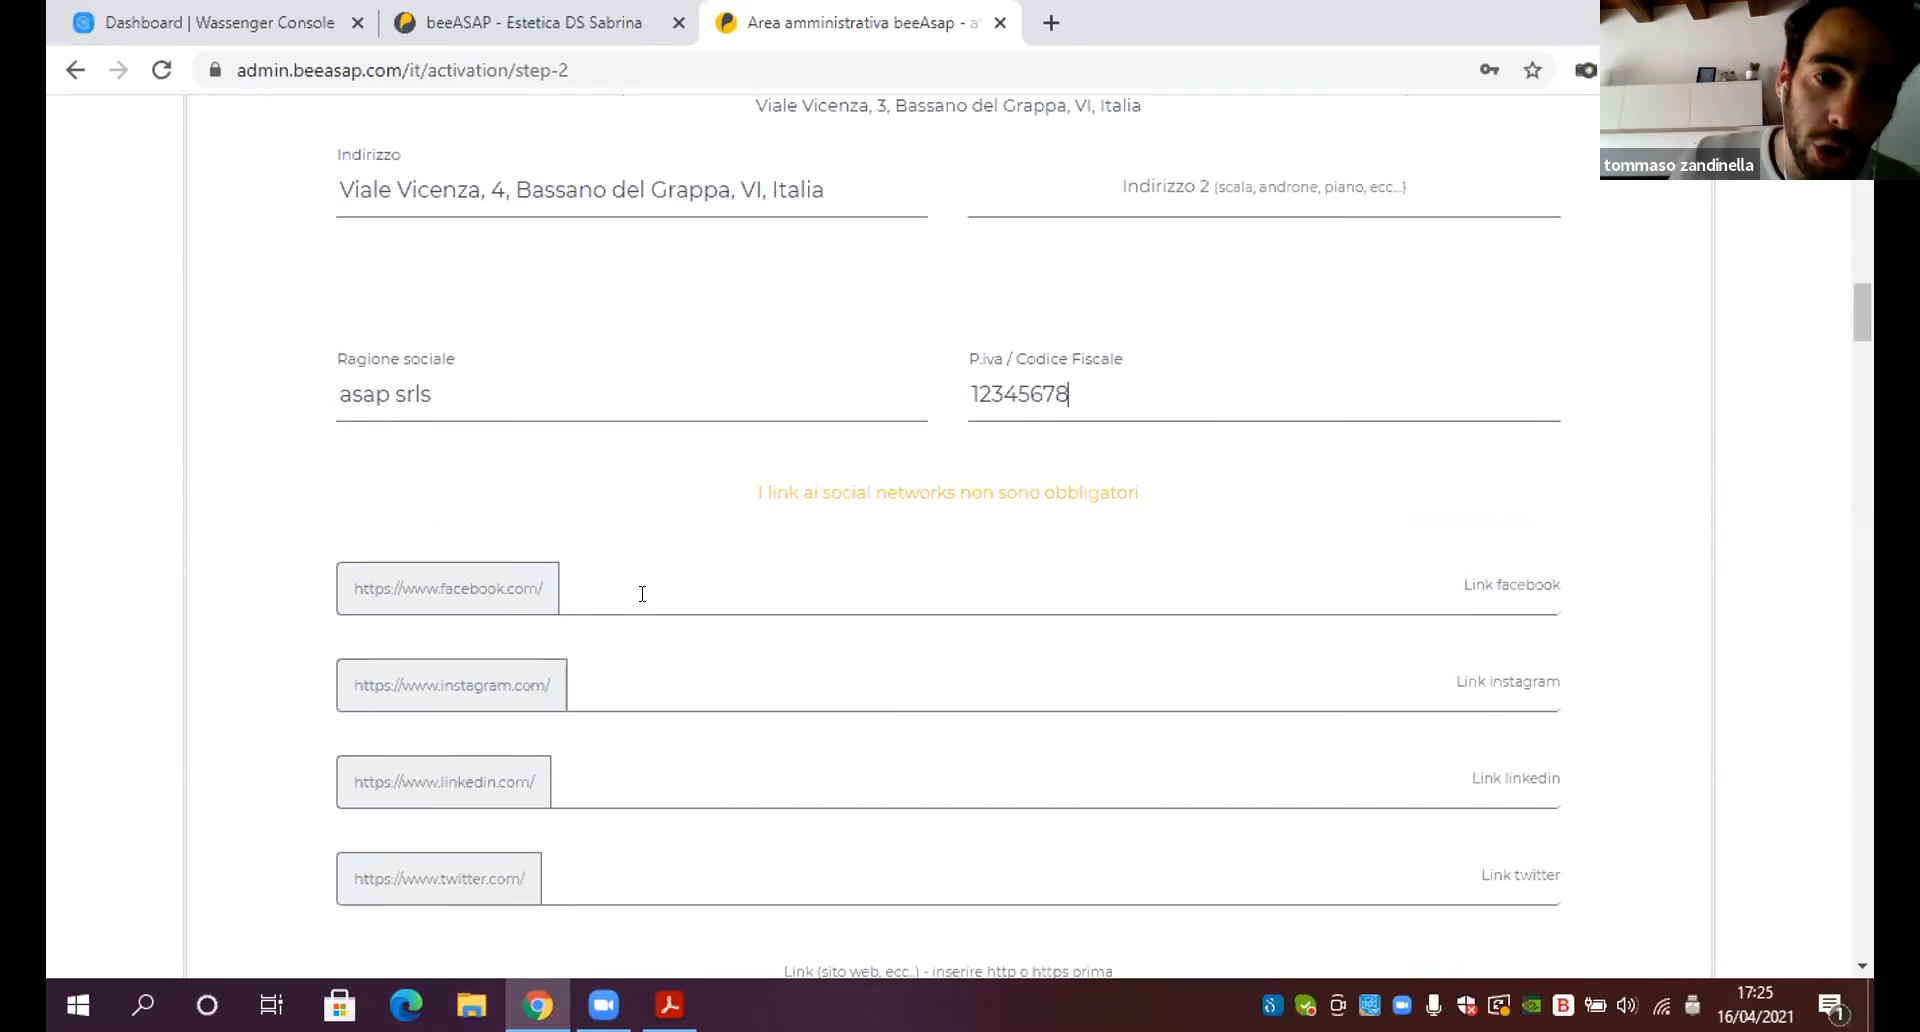 Dashboard | Wassenger Console
beeASAP - Estetica DS Sabrina
Area amministrativa beeAsap - a
admin.beeasap.com/it/activation/step-2
tommaso zandinella
Viale Vicenza, 3, Bassano del Grappa, VI, Italia
Indirizzo
Viale Vicenza, 4, Bassano del Grappa, VI, Italia
Indirizzo 2 (scala, androne, piano, ecc...}
Ragione sociale
P.iva / Codice Fiscale
asap srls
12345678
I link ai social networks non sono obbligatori
https://www.facebook.com/
Link facebook
https://www.instagram.com/
Link instagram
https://www.linkedin.com/
Link linkedin
https://www.twitter.com/
Link twitter
Link (sito web, ecc..) - inserire http o https prima
17:25
16/04/2021
1